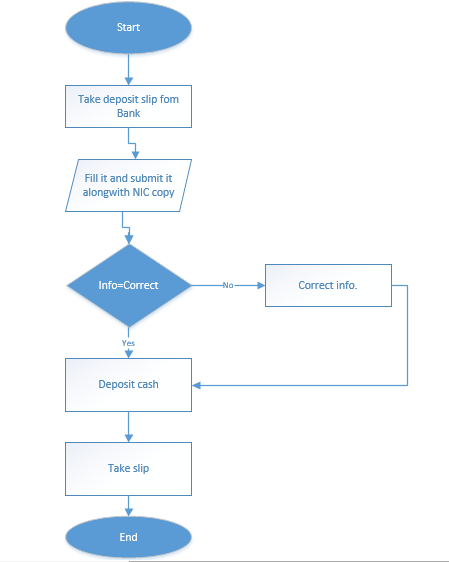 Start
Take deposit slip fom
Bank
Fill it and submit it
alongwith NIC copy
Info=Correct
No
Correct info.
Yes
Deposit cash
Take slip
End